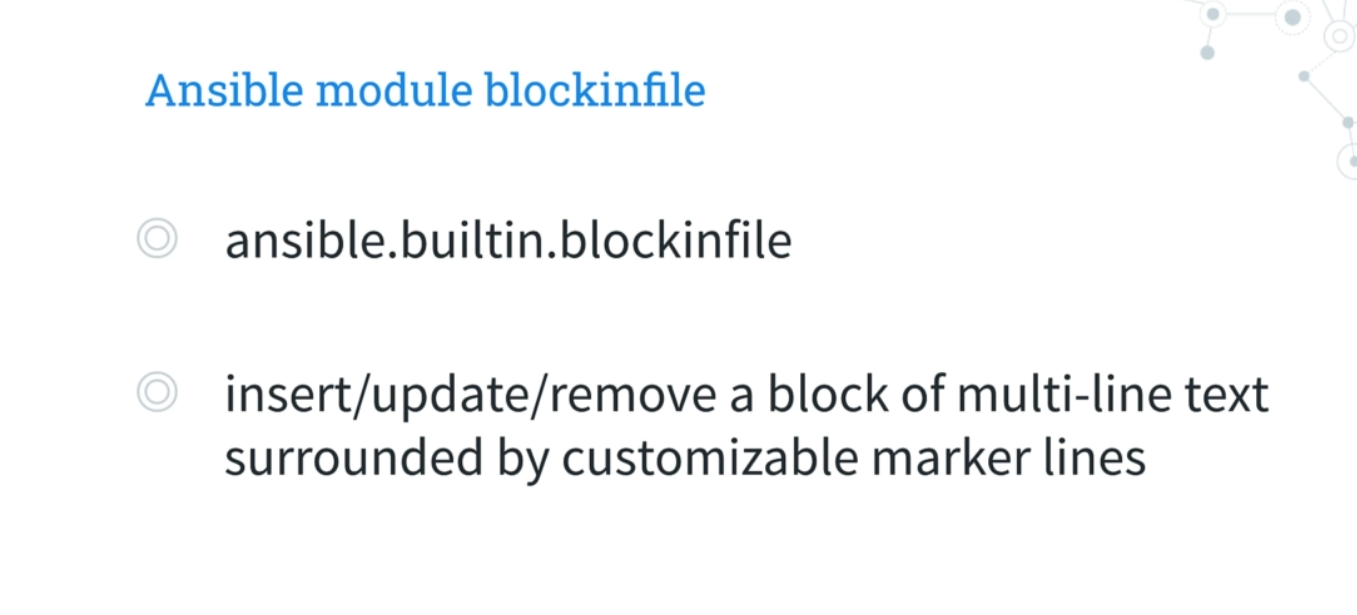 Ansible module blockinfile
ansible.builtin.blockinfile
insert/update/remove a block of multi-line text
surrounded by customizable marker lines